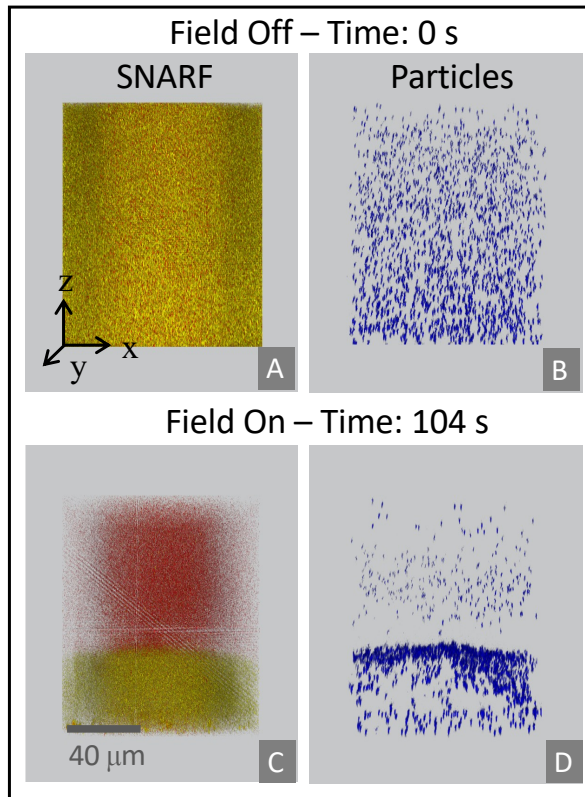 Field Off – Time: 0 s
SNARF Particles
z
x
y
A B
Field On – Time: 104 s
40 μm
C D